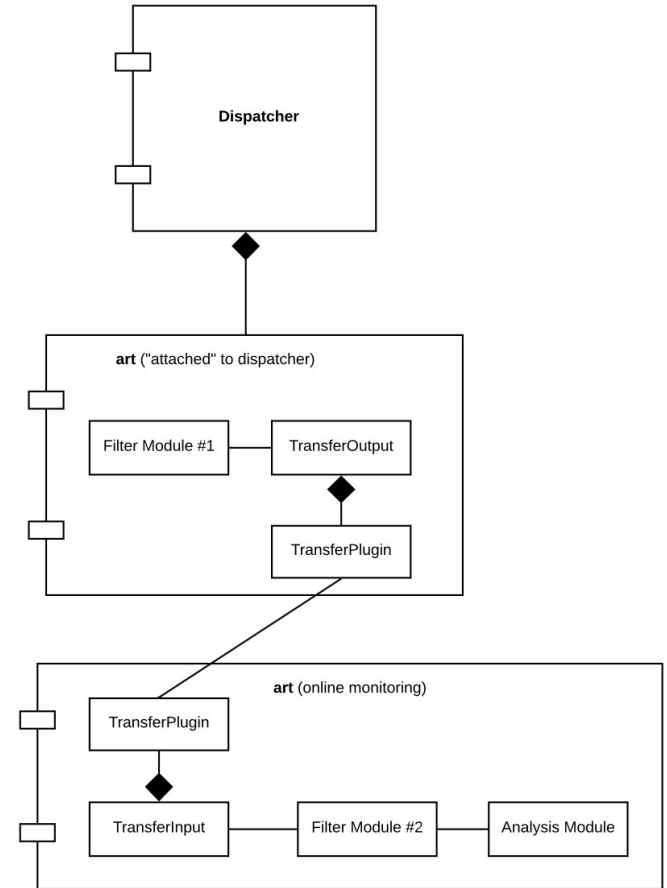 Dispatcher
art ("attached" to dispatcher)
Filter Module #1
TransferOutput
TransferPlugin
art (online monitoring)
TransferPlugin
TransferInput
Filter Module #2
Analysis Module